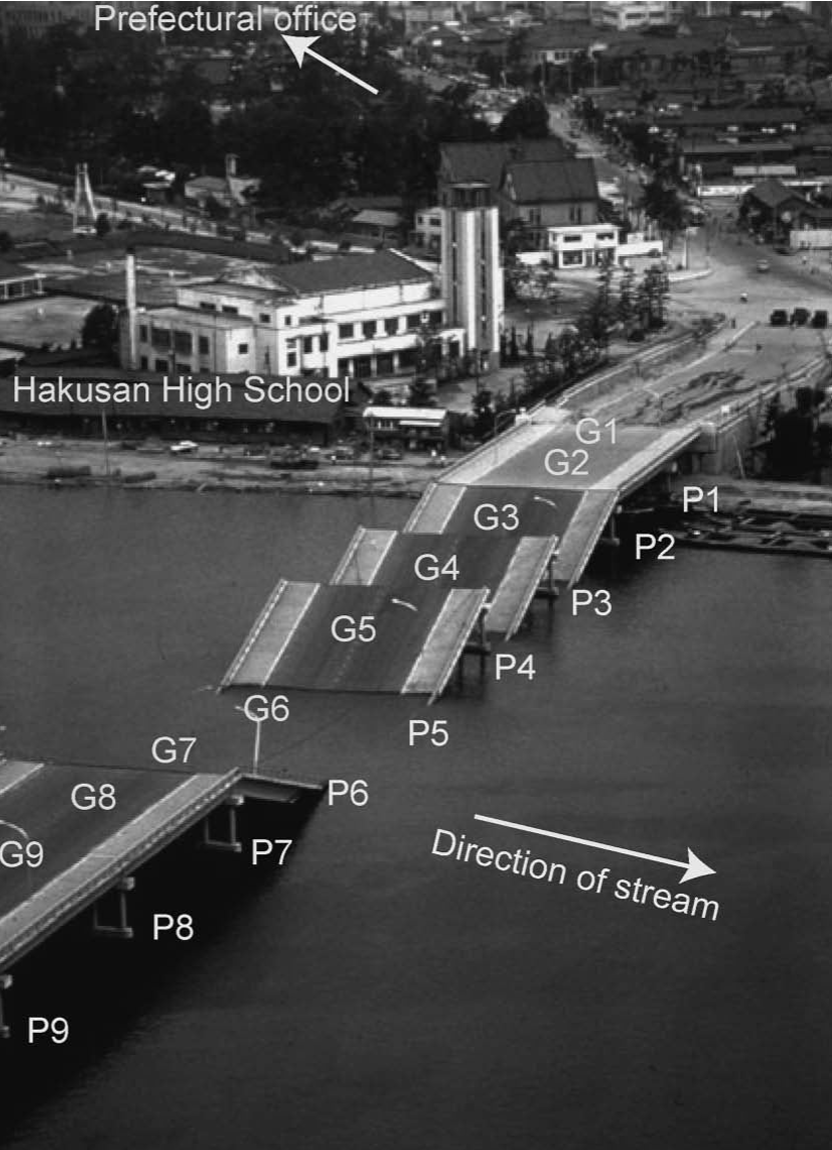 Prefectural office
Hakusan High School
G1
G2
P1
G3
P2
G4
P3
G5
P4
G6
P5
G7
P6
G8
Direction of stream
G9
P7
P8
P9